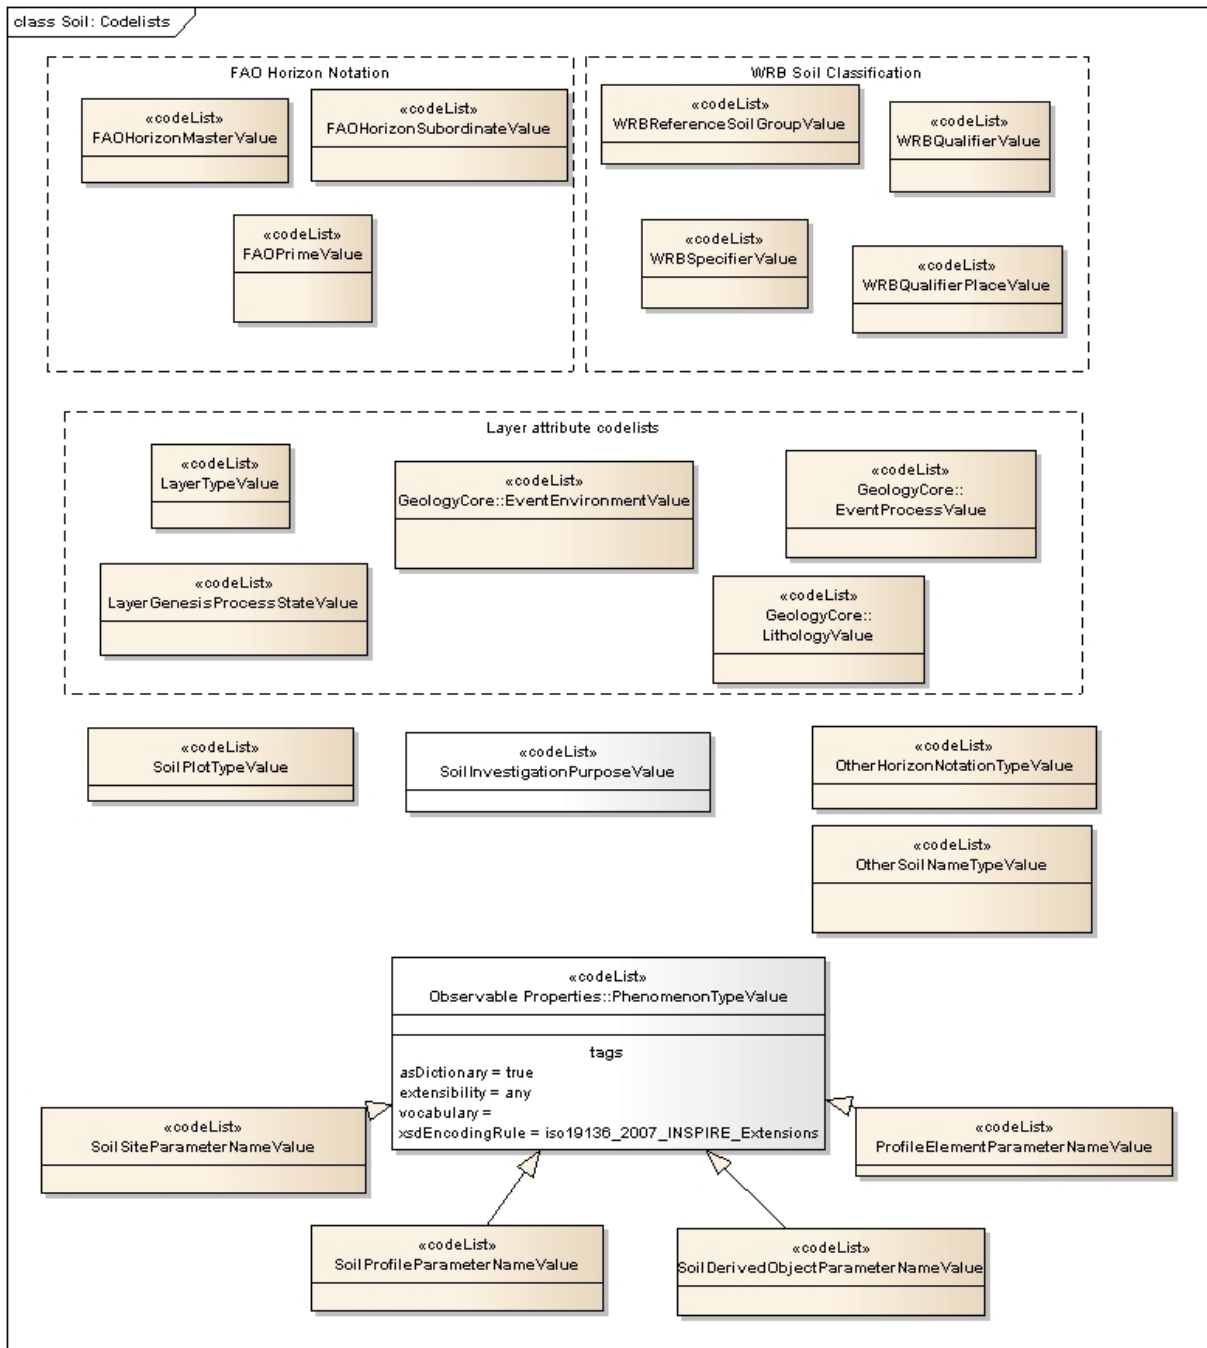 class Soil: Codelists
FAO Horizon Notation
«codeList»
FAOHorizonMasterValue
«codeList»
FAOHorizonSubordinateValue
«codeList»
FAOPrimeValue
WRB Soil Classification
«codeList»
WRBReferenceSoilGroupValue
«codeList»
WRBQualifierValue
«codeList»
WRBSpecifierValue
«codeList»
WRBQualifierPlaceValue
Layer attribute codelists
«codeList»
LayerTypeValue
«codeList»
GeologyCore::EventEnvironmentValue
«codeList»
GeologyCore::
EventProcessValue
«codeList»
LayerGenesisProcessStateValue
«codeList»
GeologyCore::
LithologyValue
«codeList»
SoilPlotTypeValue
«codeList»
SoilInvestigationPurposeValue
«codeList»
OtherHorizonNotationTypeValue
«codeList»
OtherSoilNameTypeValue
«codeList»
Observable Properties::PhenomenonTypeValue
tags
asDictionary = true
extensibility = any
vocabulary =
xsdEncodingRule = iso19136_2007_INSPIRE_Extensions
«codeList»
SoilSiteParameterNameValue
«codeList»
ProfileElementParameterNameValue
«codeList»
SoilProfileParameterNameValue
«codeList»
SoilDerivedObjectParameterNameValue